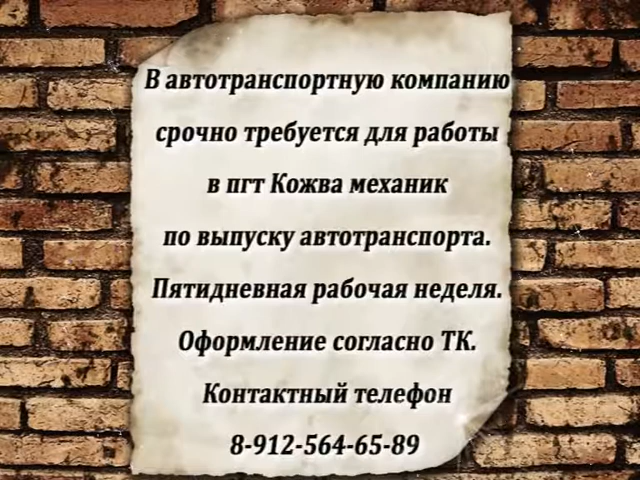 В автотранспортную компанию
срочно требуется для работы
в пгт Кожва механик
по выпуску автотранспорта.
Пятидневная рабочая неделя.
Оформление согласно ТК.
Контактный телефон
8-912-564-65-89